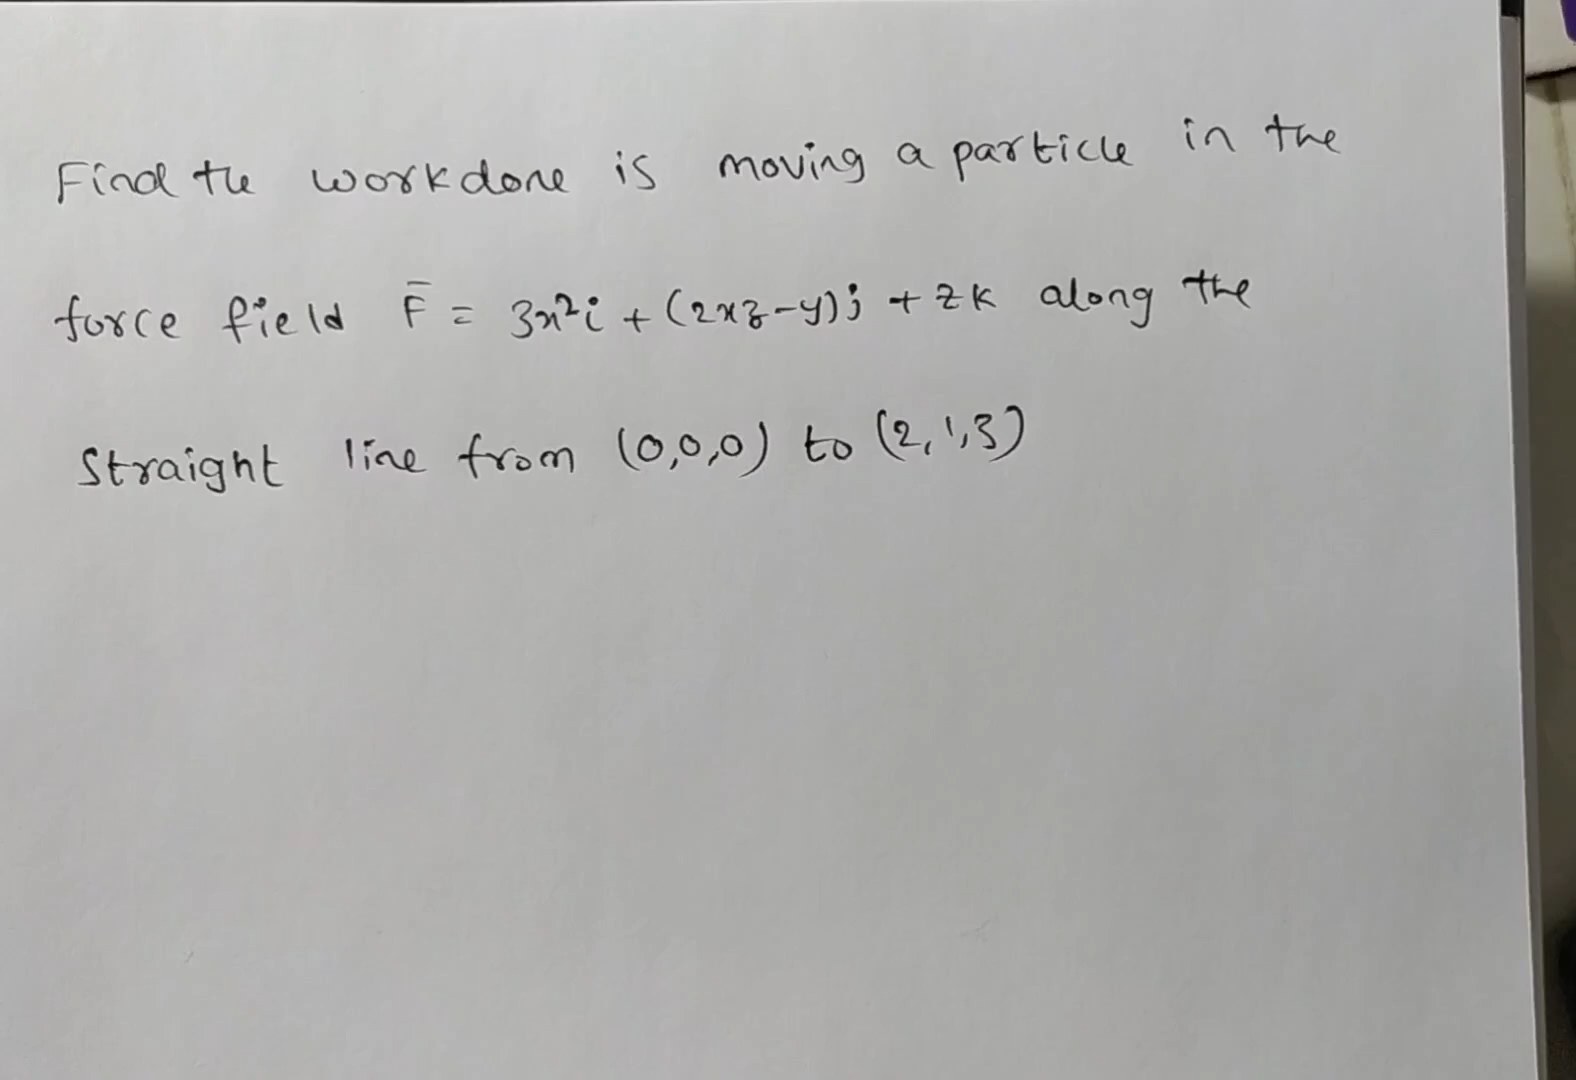 Find the workdone is moving a particle in the
force field F̄ = 3x²i + (2xz-y)j + zk along the
straight line from (0,0,0) to (2,1,3)